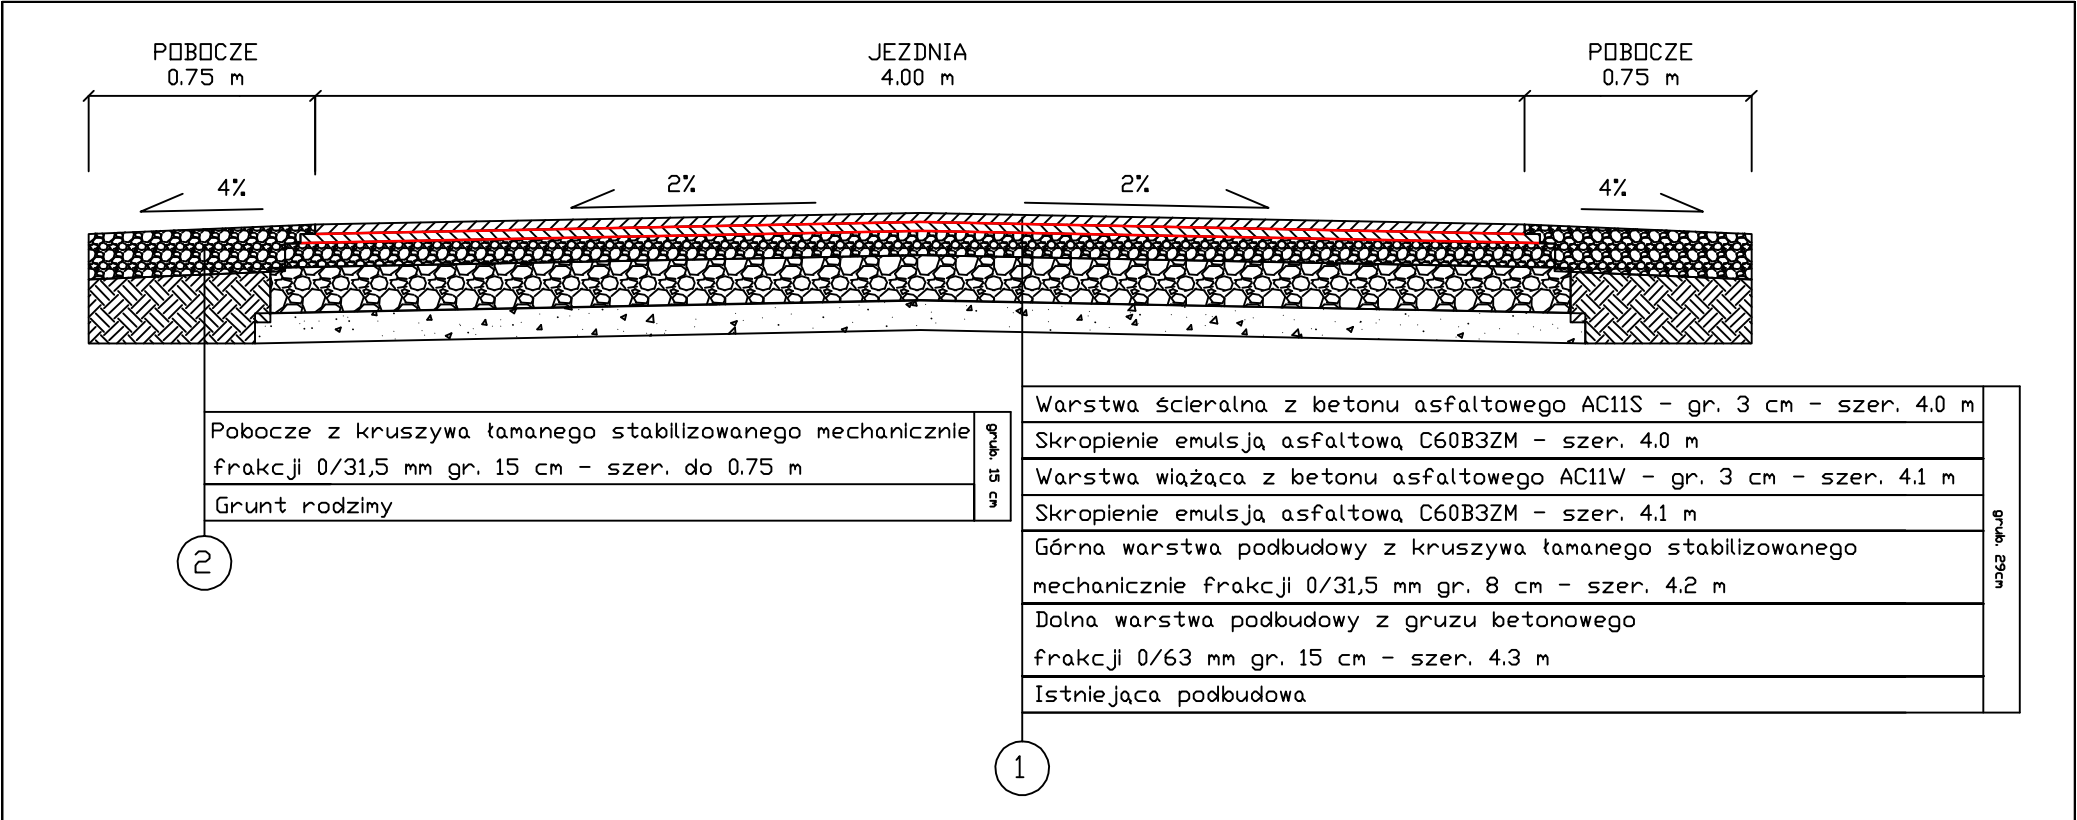 POBOCZE
0.75 m
JEZDNIA
4.00 m
POBOCZE
0.75 m
4%
2%
2%
4%
Pobocze z kruszywa łamanego stabilizowanego mechanicznie
frakcji 0/31,5 mm gr. 15 cm - szer. do 0.75 m
Grunt rodzimy
grub. 15 cm
2
Warstwa ścieralna z betonu asfaltowego AC11S - gr. 3 cm - szer. 4.0 m
Skropienie emulsją asfaltową C60B3ZM - szer. 4.0 m
Warstwa wiążąca z betonu asfaltowego AC11W - gr. 3 cm - szer. 4.1 m
Skropienie emulsją asfaltową C60B3ZM - szer. 4.1 m
Górna warstwa podbudowy z kruszywa łamanego stabilizowanego
mechanicznie frakcji 0/31,5 mm gr. 8 cm - szer. 4.2 m
Dolna warstwa podbudowy z gruzu betonowego
frakcji 0/63 mm gr. 15 cm - szer. 4.3 m
Istniejąca podbudowa
grub. 29cm
1